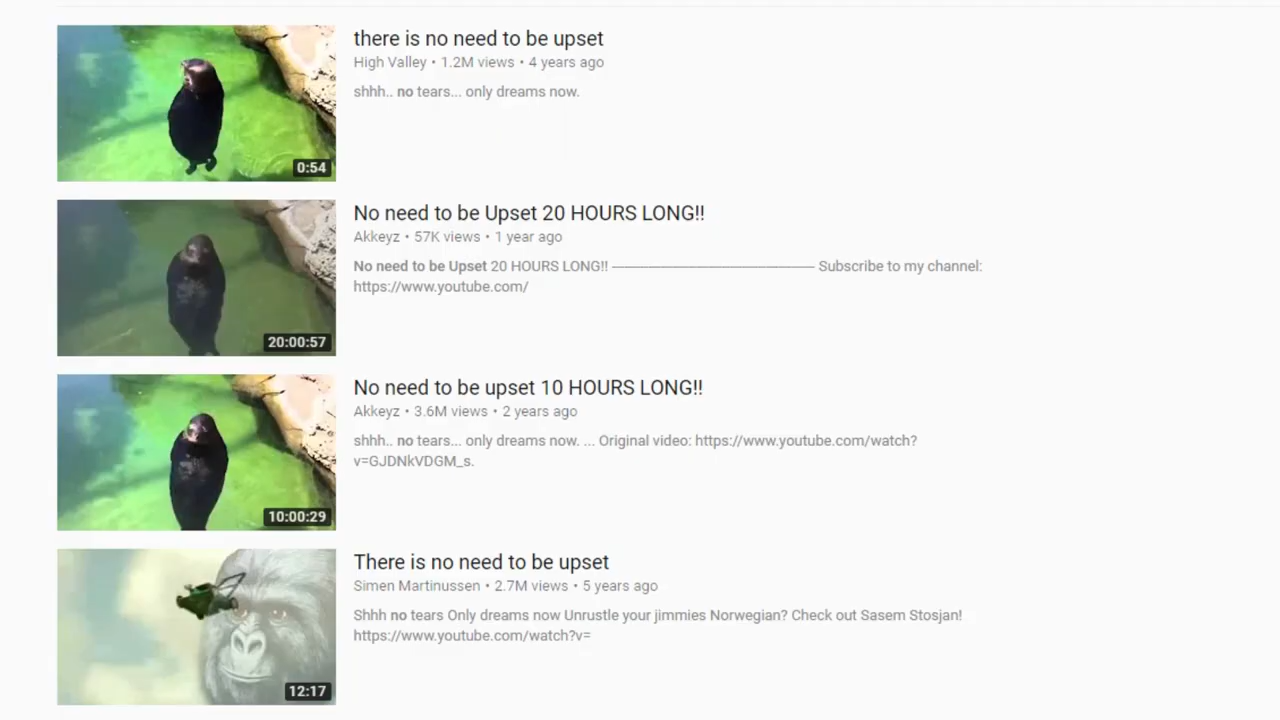 there is no need to be upset
High Valley • 1.2M views • 4 years ago
shhh.. no tears... only dreams now.
0:54
No need to be Upset 20 HOURS LONG!!
Akkeyz • 57K views • 1 year ago
No need to be Upset 20 HOURS LONG!! ---------------------------------------------------- Subscribe to my channel:
https://www.youtube.com/
20:00:57
No need to be upset 10 HOURS LONG!!
Akkeyz • 3.6M views • 2 years ago
shhh.. no tears... only dreams now. ... Original video: https://www.youtube.com/watch?
v=GJDNkVDGM_s.
10:00:29
There is no need to be upset
Simen Martinussen • 2.7M views • 5 years ago
Shhh no tears Only dreams now Unrustle your jimmies Norwegian? Check out Sasem Stosjan!
https://www.youtube.com/watch?v=
12:17